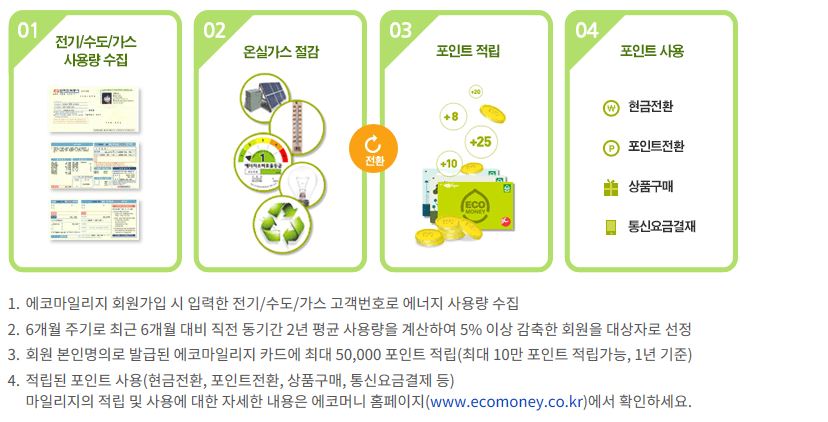 01
전기/수도/가스
사용량 수집
02
온실가스 절감
1
03
포인트 적립
+20
+8
+25
+10
ECO
MONEY
전환
04
포인트 사용
현금전환
포인트전환
상품구매
통신요금결재
1. 에코마일리지 회원가입 시 입력한 전기/수도/가스 고객번호로 에너지 사용량 수집
2. 6개월 주기로 최근 6개월 대비 직전 동기간 2년 평균 사용량을 계산하여 5% 이상 감축한 회원을 대상자로 선정
3. 회원 본인명의로 발급된 에코마일리지 카드에 최대 50,000 포인트 적립(최대 10만 포인트 적립가능, 1년 기준)
4. 적립된 포인트 사용(현금전환, 포인트전환, 상품구매, 통신요금결제 등)
마일리지의 적립 및 사용에 대한 자세한 내용은 에코머니 홈페이지(www.ecomoney.co.kr)에서 확인하세요.